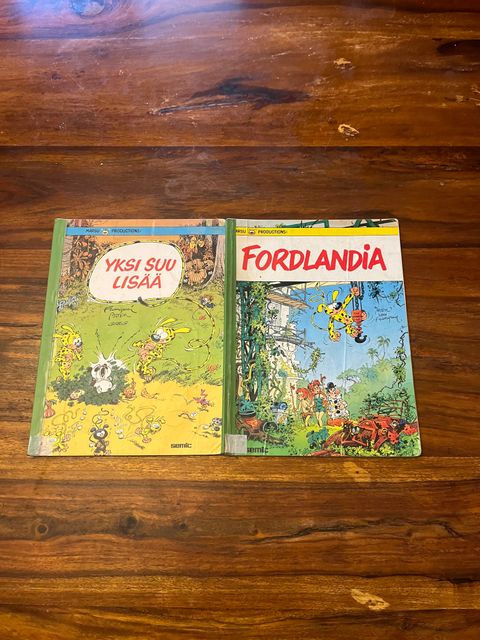 MARSU PRODUCTIONS
YKSI SUU
LISÄÄ
semic
MARSU PRODUCTIONS
FORDLANDIA
semic